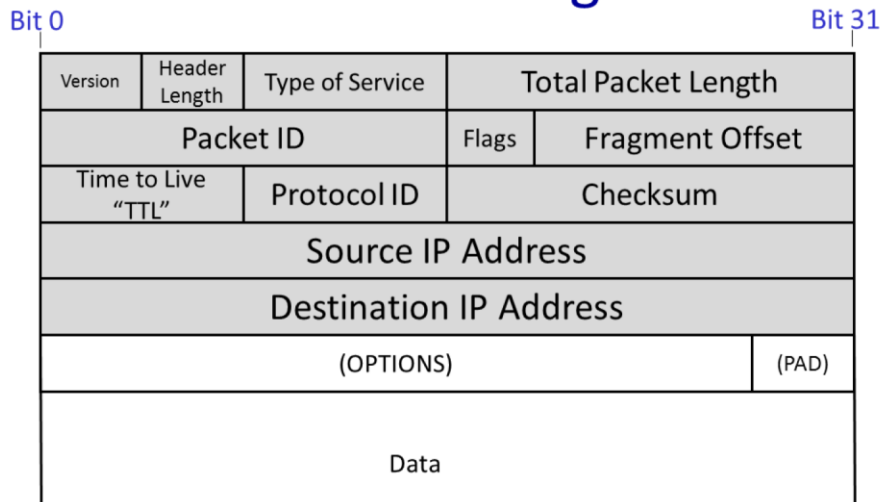 Bit 0 Bit 31
Version Header Length Type of Service Total Packet Length
Packet ID Flags Fragment Offset
Time to Live
“TTL” Protocol ID Checksum
Source IP Address
Destination IP Address
(OPTIONS) (PAD)
Data